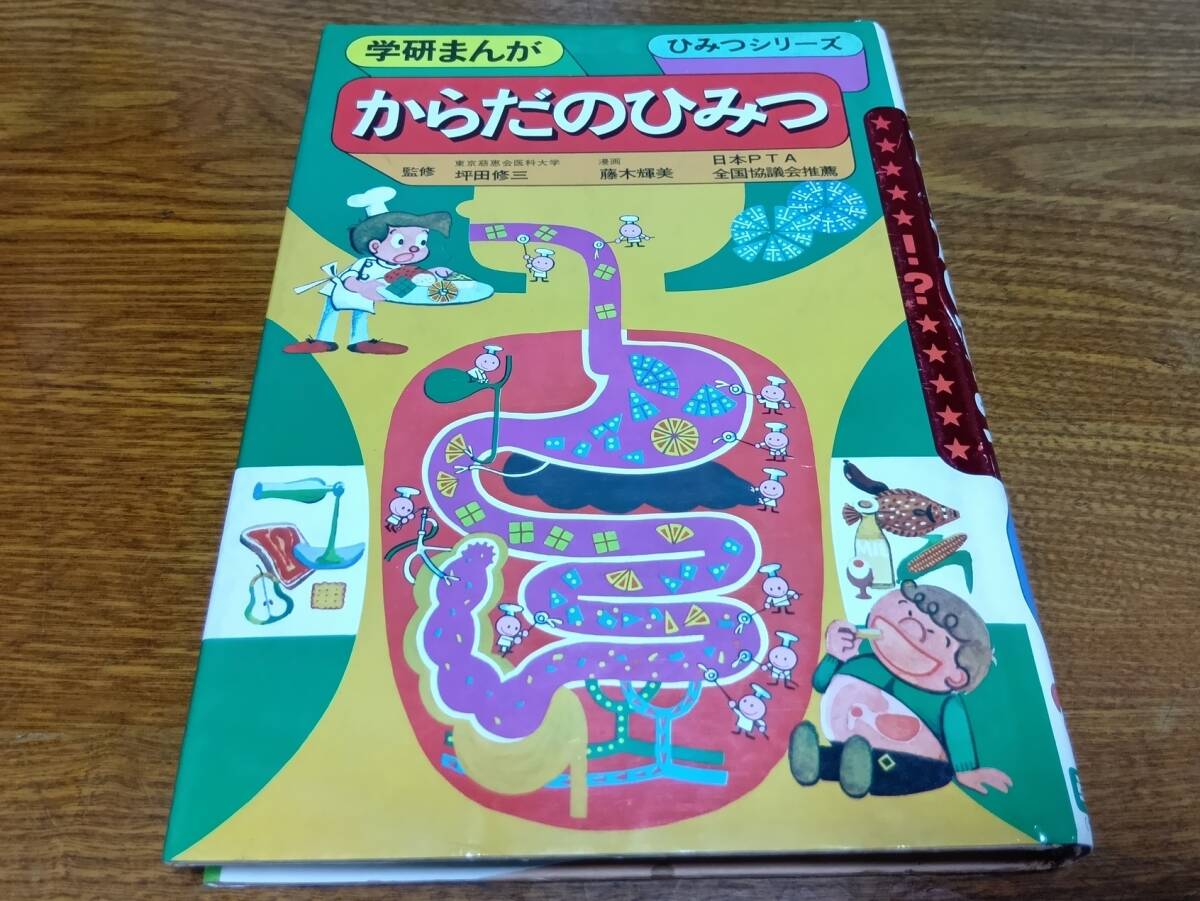 学研まんが
ひみつシリーズ
からだのひみつ
監修
東京慈恵会医科大学
坪田修三
漫画
藤木輝美
日本PTA
全国協議会推薦
★★★★★!?★★★★★
MIL